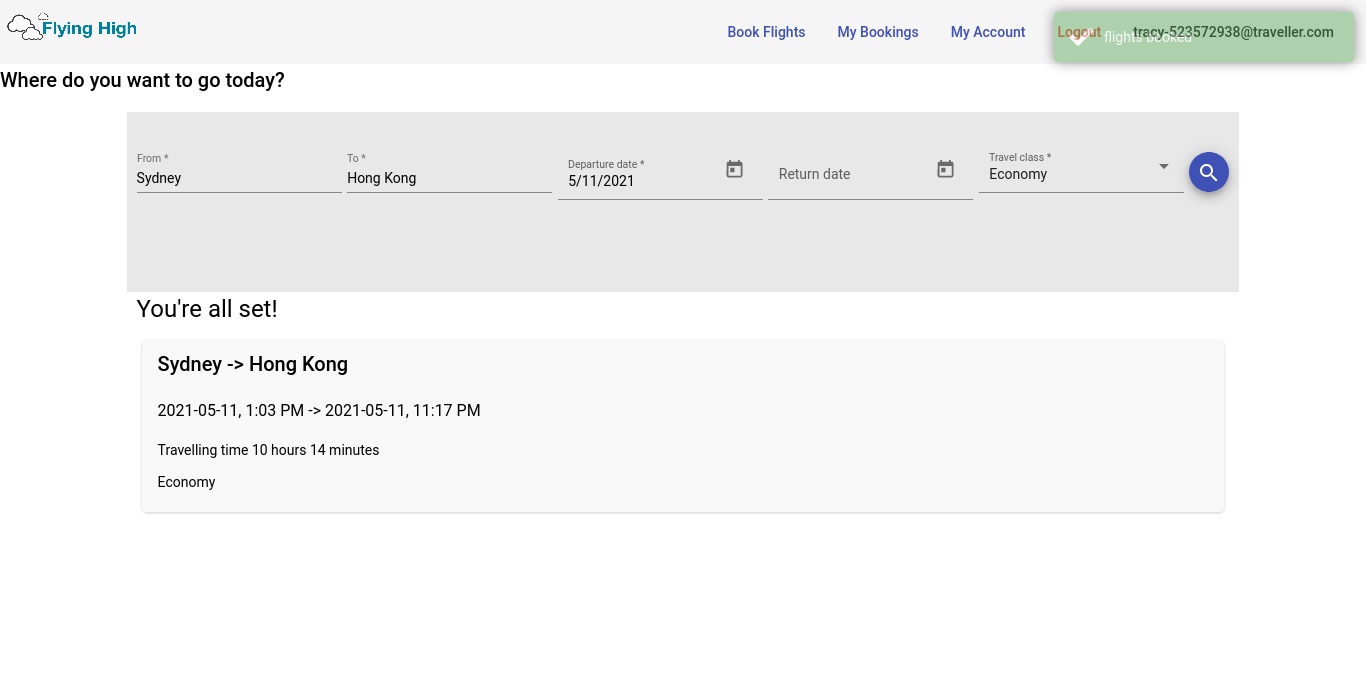 Flying High
Book Flights
My Bookings
My Account
Logout
tracy-523572938@traveller.com
flights booked
Where do you want to go today?
From *
Sydney
To *
Hong Kong
Departure date *
5/11/2021
Return date
Travel class *
Economy
You're all set!
Sydney -> Hong Kong
2021-05-11, 1:03 PM -> 2021-05-11, 11:17 PM
Travelling time 10 hours 14 minutes
Economy